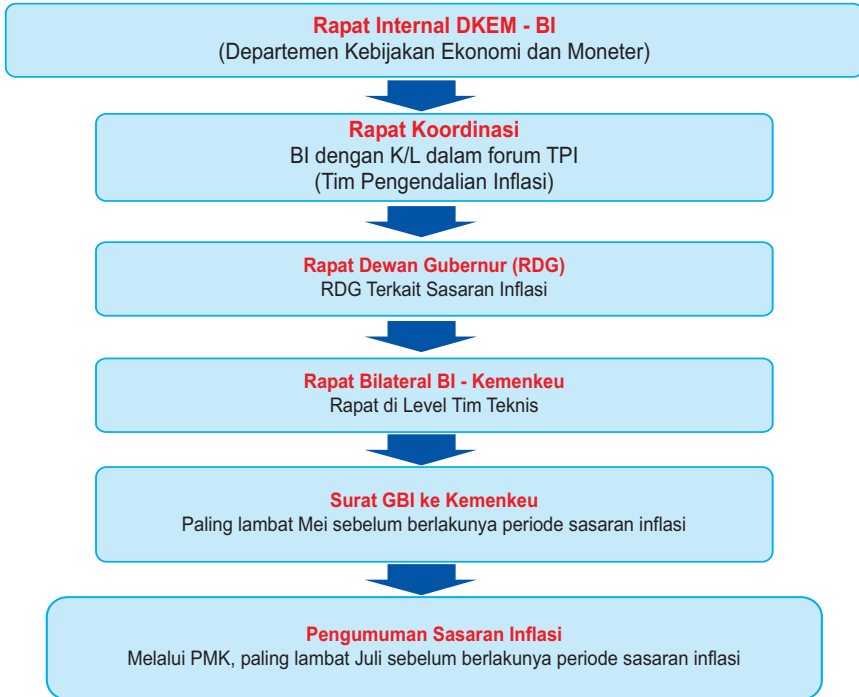 Rapat Internal DKEM - BI
(Departemen Kebijakan Ekonomi dan Moneter)
Rapat Koordinasi
BI dengan K/L dalam forum TPI
(Tim Pengendalian Inflasi)
Rapat Dewan Gubernur (RDG)
RDG Terkait Sasaran Inflasi
Rapat Bilateral BI - Kemenkeu
Rapat di Level Tim Teknis
Surat GBI ke Kemenkeu
Paling lambat Mei sebelum berlakunya periode sasaran inflasi
Pengumuman Sasaran Inflasi
Melalui PMK, paling lambat Juli sebelum berlakunya periode sasaran inflasi